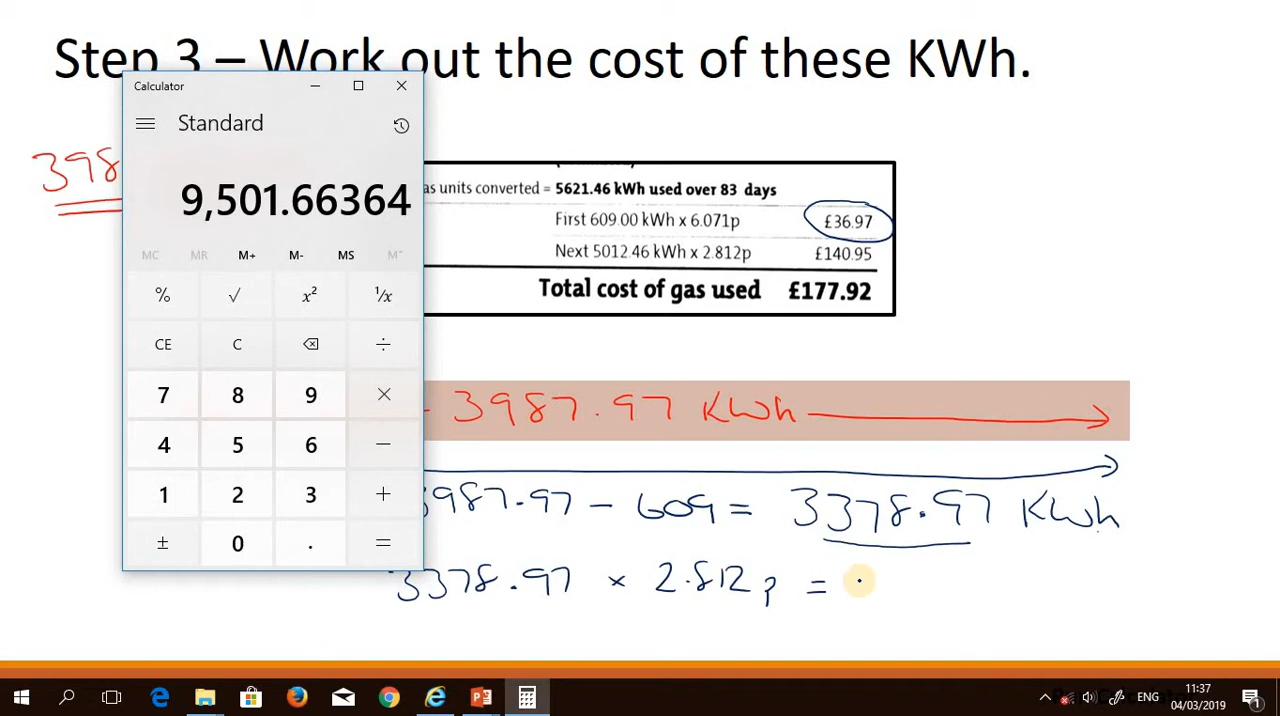 Step 3 – Work out the cost of these KWh.
Calculator
Standard
398
9,501.66364
MC MR M+ M- MS M˅
% √ x² ¹/x
CE C ⌫ ÷
7 8 9 ×
4 5 6 −
1 2 3 +
± 0 . =
as units converted = 5621.46 kWh used over 83 days
First 609.00 kWh x 6.071p £36.97
Next 5012.46 kWh x 2.812p £140.95
Total cost of gas used £177.92
3987.97 KWh
3987.97 – 609 = 3378.97 KWh
3378.97 × 2.812p =
ENG
11:37
04/03/2019
1